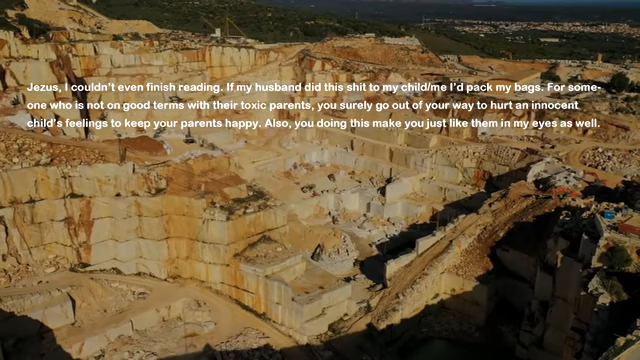 Jezus, I couldn't even finish reading. If my husband did this shit to my child/me I'd pack my bags. For some-
one who is not on good terms with their toxic parents, you surely go out of your way to hurt an innocent
child's feelings to keep your parents happy. Also, you doing this make you just like them in my eyes as well.